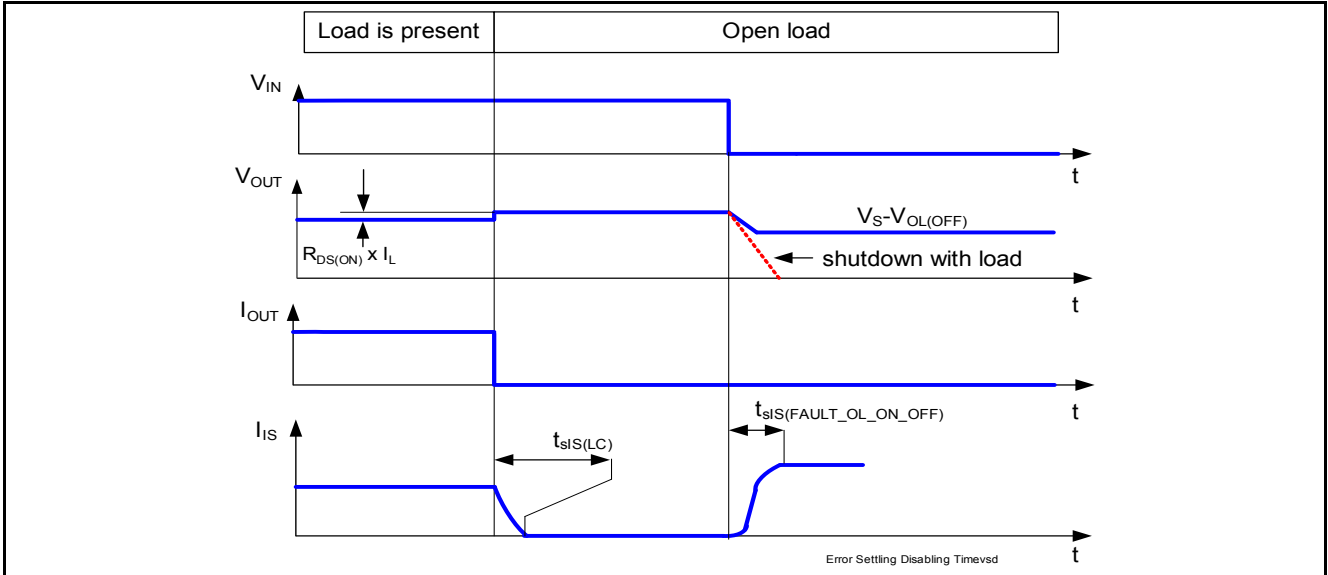 Load is present
Open load
VIN
t
VOUT
VS-VOL(OFF)
RDS(ON) x IL
shutdown with load
t
IOUT
t
tsIS(FAULT_OL_ON_OFF)
IIS
tsIS(LC)
t
Error Settling Disabling Timevsd